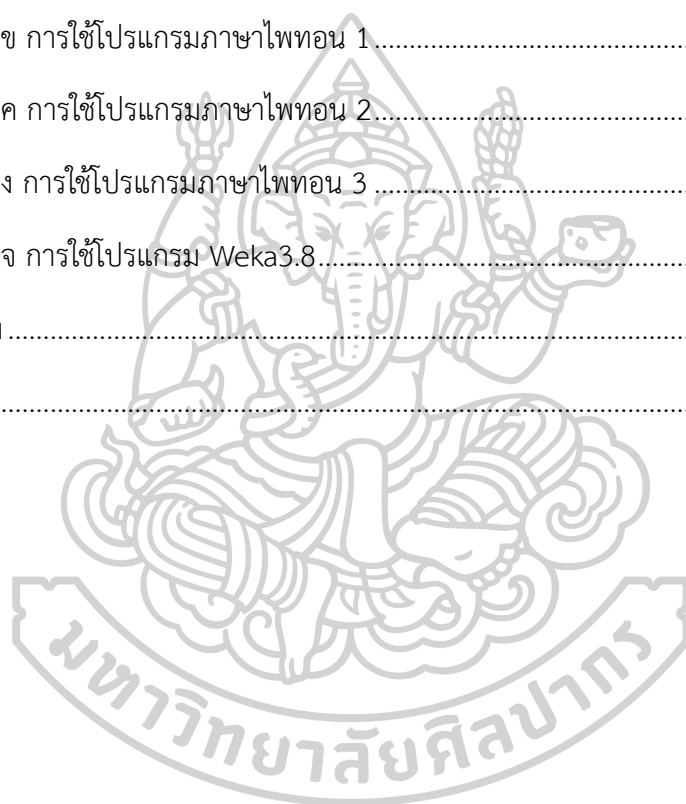 ข การใช้โปรแกรมภาษาไพทอน 1
ค การใช้โปรแกรมภาษาไพทอน 2
ง การใช้โปรแกรมภาษาไพทอน 3
จ การใช้โปรแกรม Weka3.8
มหาวิทยาลัยศิลปากร